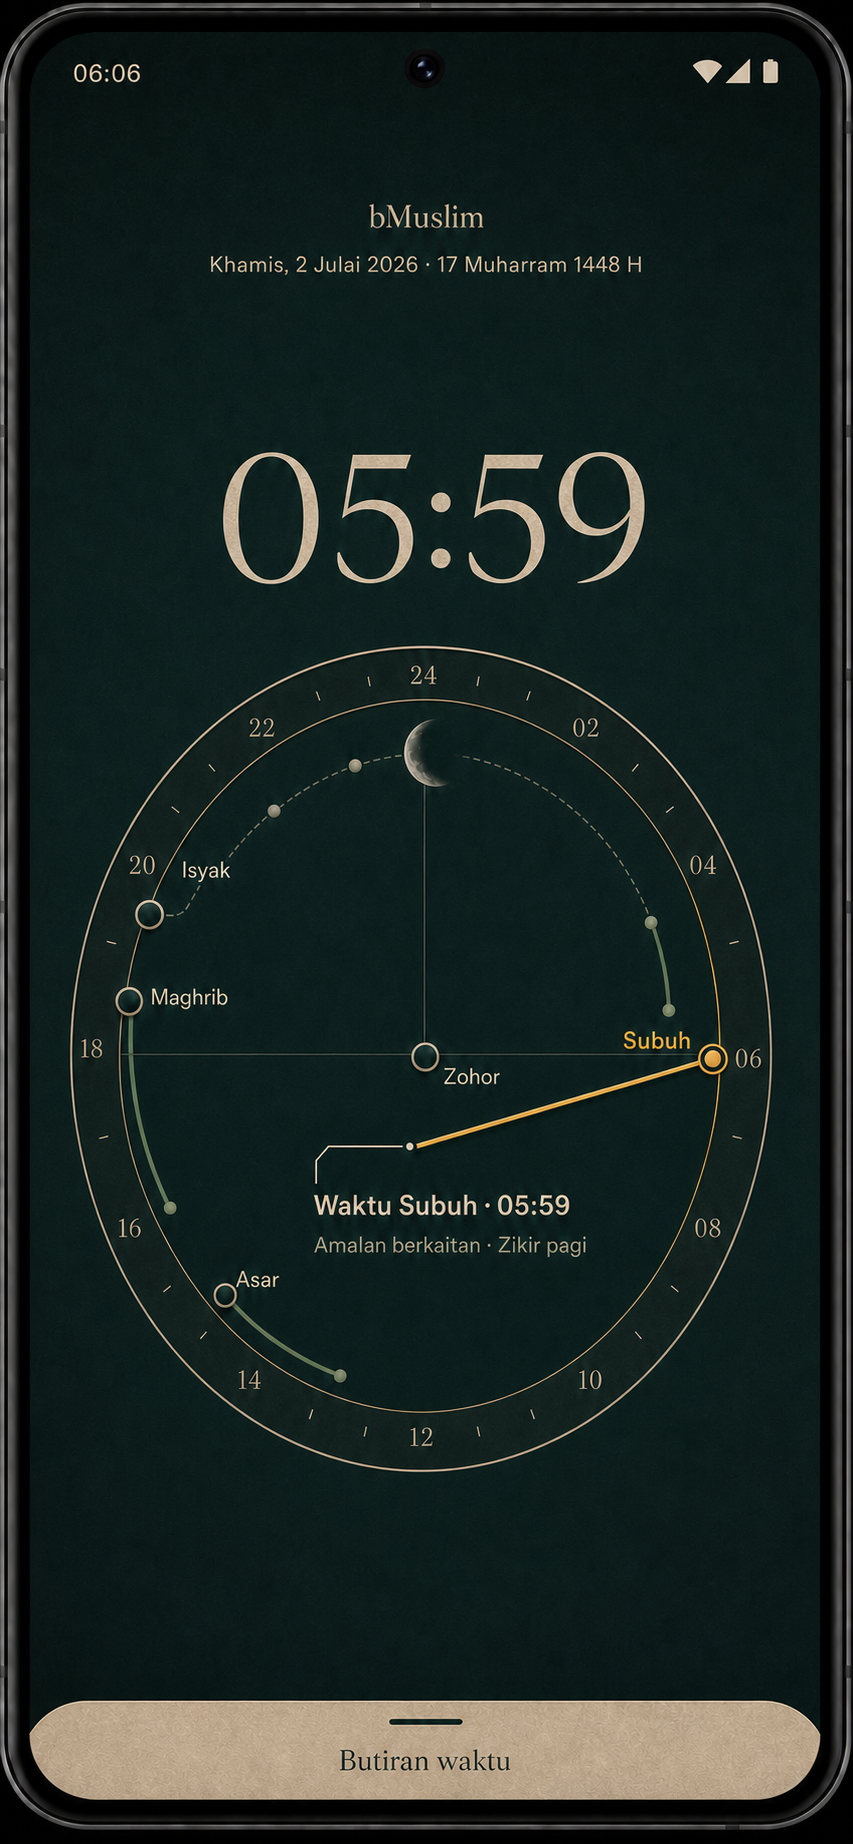 06:06
bMuslim
Khamis, 2 Julai 2026 · 17 Muharram 1448 H
05:59
24
22
02
20
Isyak
04
Maghrib
18
Subuh
06
Zohor
Waktu Subuh · 05:59
Amalan berkaitan · Zikir pagi
16
08
Asar
14
10
12
Butiran waktu